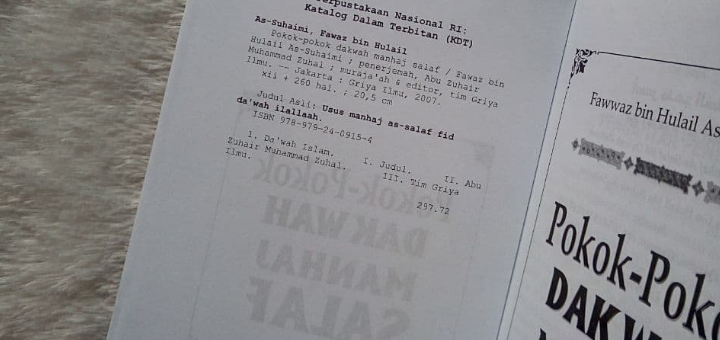 erpustakaan Nasional RI:
Katalog Dalam Terbitan (KDT)
As-Suhaimi, Fawaz bin Hulail
Pokok-pokok dakwah manhaj salaf / Fawaz bin
Hulail As-Suhaimi ; penerjemah, Abu Zuhair
Muhammad Zuhal ; muraja'ah & editor, tim Griya
Ilmu. -- Jakarta : Griya Ilmu, 2007.
xii + 260 hal. ; 20,5 cm
Judul Asli: Usus manhaj as-salaf fid
da'wah ilallaah.
ISBN 979-979-24-0915-4
1. Da'wah Islam. I. Judul. II. Abu
Zuhair Muhammad Zuhal. III. Tim Griya
Ilmu.
297.72
Fawwaz bin Hulail As
Pokok-Pok
DAKW